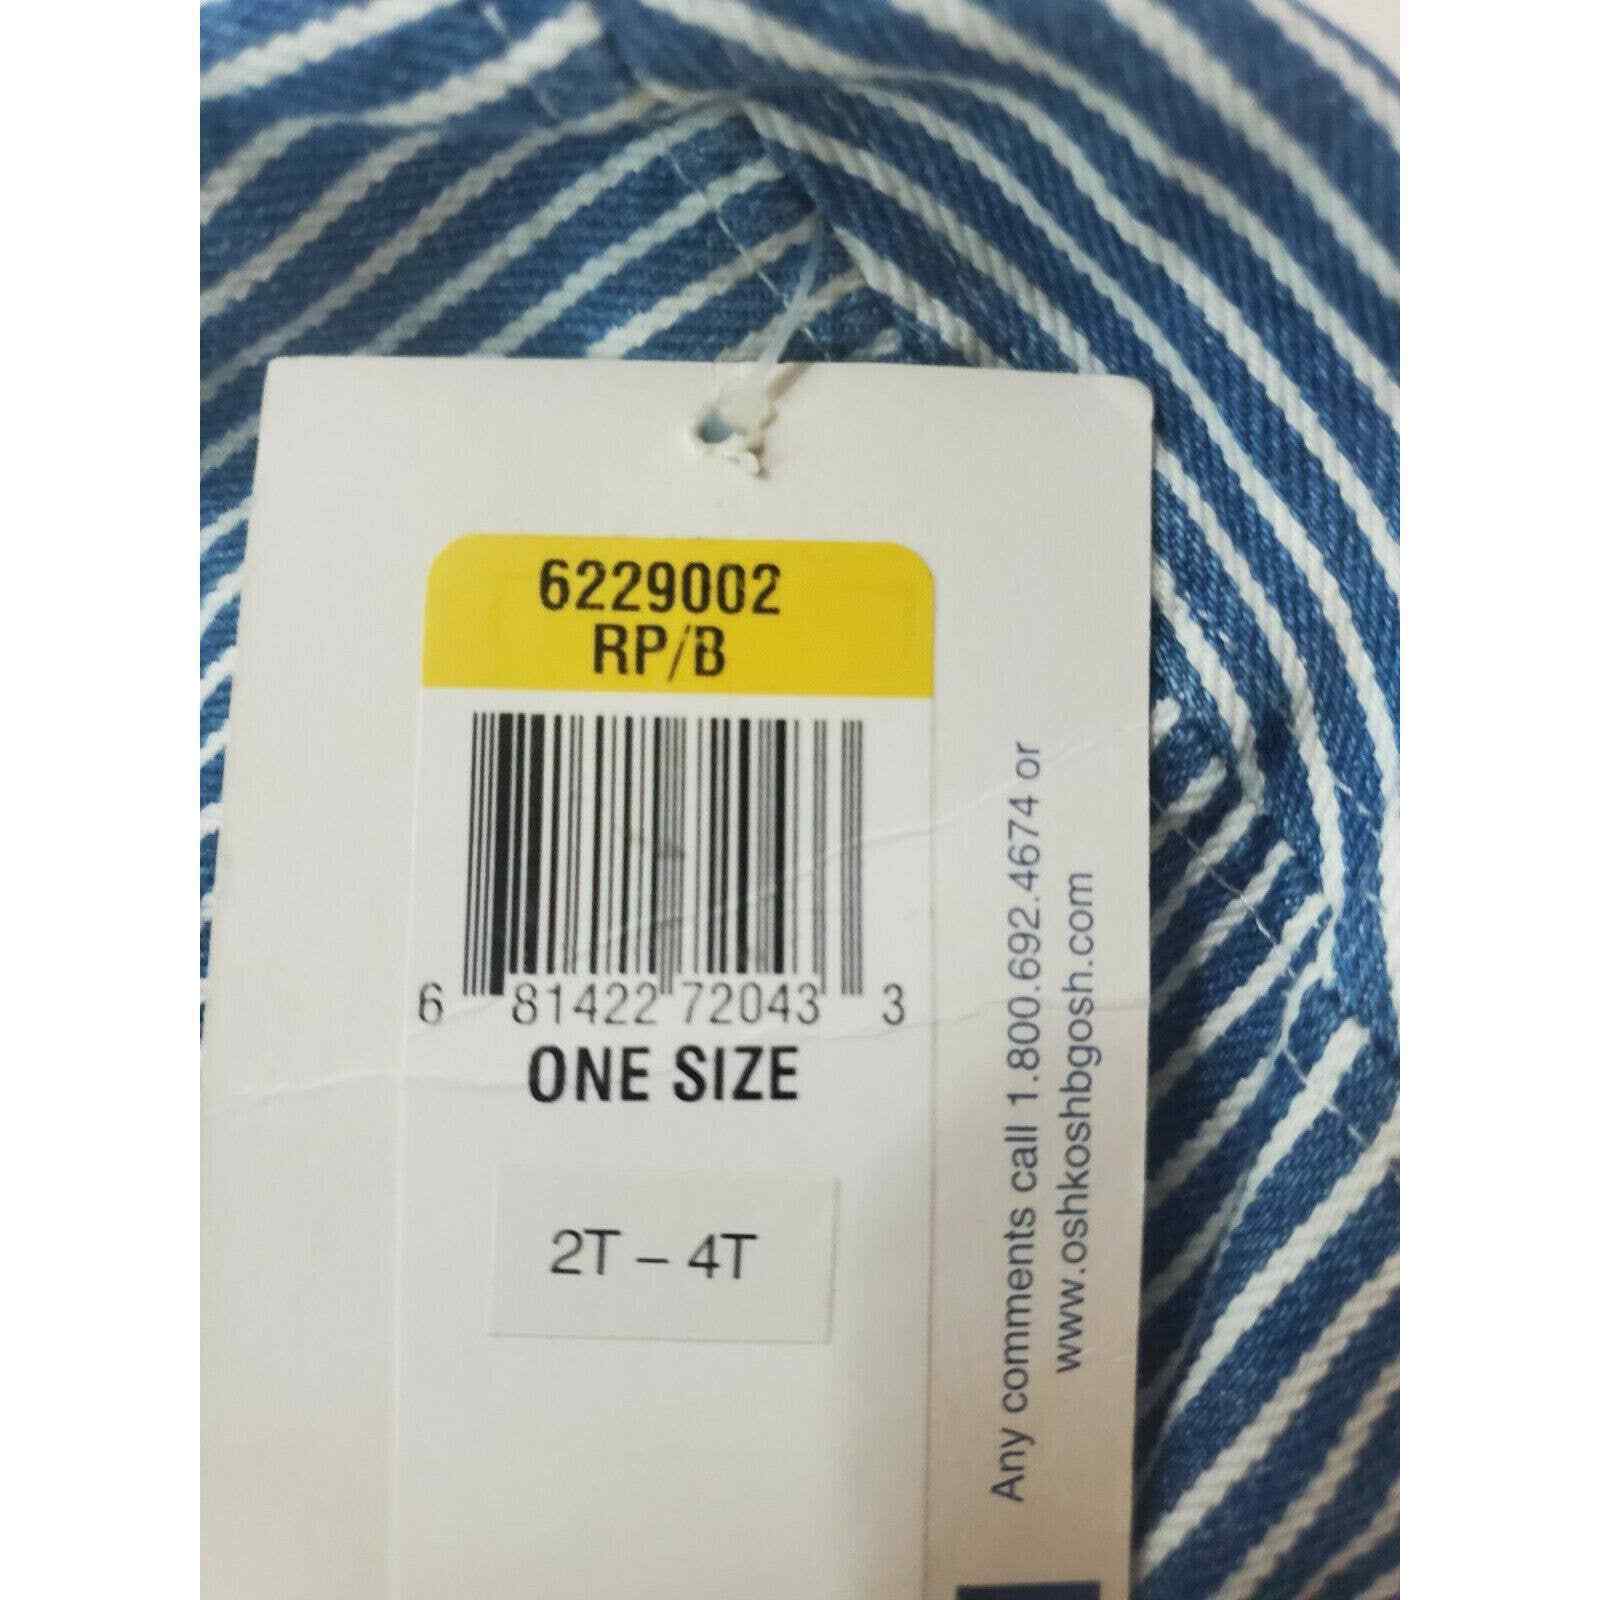 6229002
RP/B
6 81422 72043 3
ONE SIZE
2T – 4T
Any comments call 1.800.692.4674 or
www.oshkoshbgosh.com